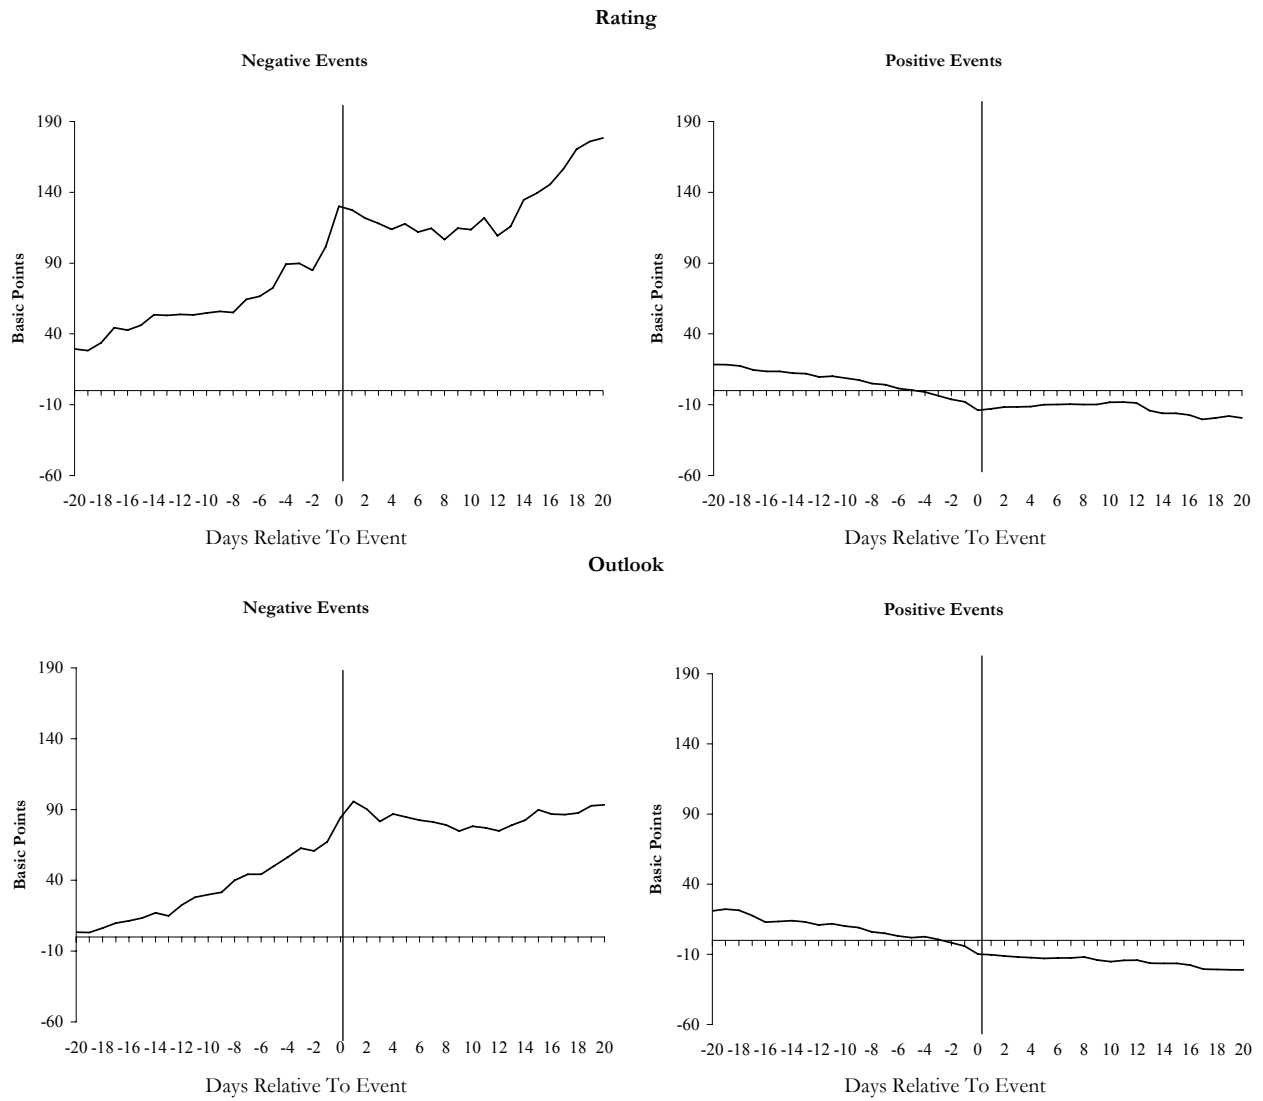 Rating
Negative Events
Positive Events
190
140
90
40
-10
-60
Basic Points
-20 -18 -16 -14 -12 -10 -8 -6 -4 -2 0 2 4 6 8 10 12 14 16 18 20
Days Relative To Event
190
140
90
40
-10
-60
Basic Points
-20 -18 -16 -14 -12 -10 -8 -6 -4 -2 0 2 4 6 8 10 12 14 16 18 20
Days Relative To Event
Outlook
Negative Events
Positive Events
190
140
90
40
-10
-60
Basic Points
-20 -18 -16 -14 -12 -10 -8 -6 -4 -2 0 2 4 6 8 10 12 14 16 18 20
Days Relative To Event
190
140
90
40
-10
-60
Basic Points
-20 -18 -16 -14 -12 -10 -8 -6 -4 -2 0 2 4 6 8 10 12 14 16 18 20
Days Relative To Event